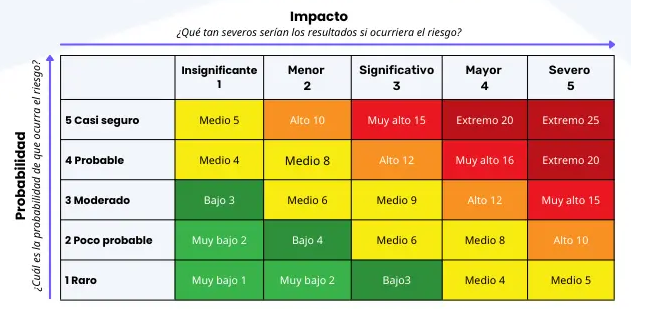 Impacto
¿Qué tan severos serían los resultados si ocurriera el riesgo?
Probabilidad
¿Cuál es la probabilidad de que ocurra el riesgo?
Insignificante Menor Significativo Mayor Severo
1 2 3 4 5
5 Casi seguro Medio 5 Alto 10 Muy alto 15 Extremo 20 Extremo 25
4 Probable Medio 4 Medio 8 Alto 12 Muy alto 16 Extremo 20
3 Moderado Bajo 3 Medio 6 Medio 9 Alto 12 Muy alto 15
2 Poco probable Muy bajo 2 Bajo 4 Medio 6 Medio 8 Alto 10
1 Raro Muy bajo 1 Muy bajo 2 Bajo3 Medio 4 Medio 5